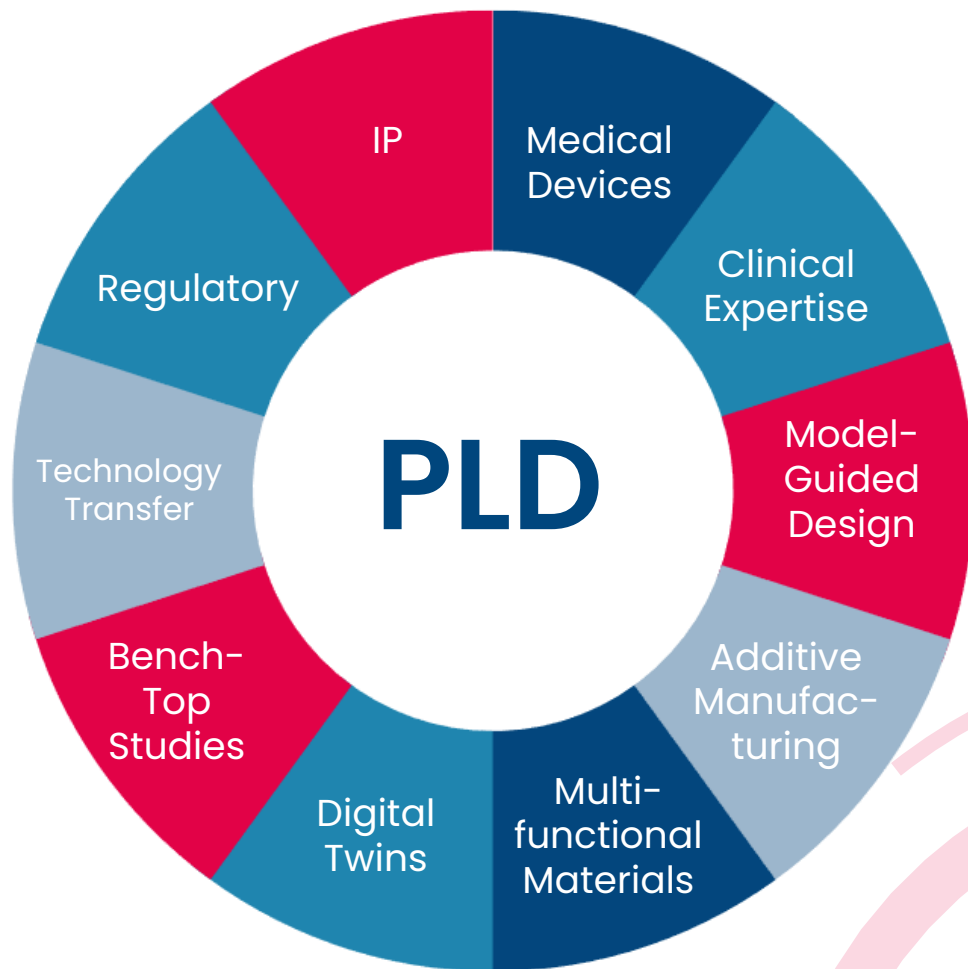 IP
Medical
Devices
Clinical
Expertise
Model-
Guided
Design
Additive
Manufac-
turing
Multi-
functional
Materials
Digital
Twins
Bench-
Top
Studies
Technology
Transfer
Regulatory
PLD